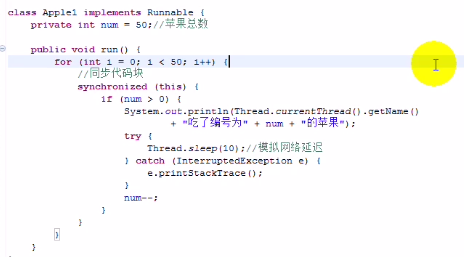 class Apple1 implements Runnable {
    private int num = 50;//苹果总数
    public void run() {
        for (int i = 0; i < 50; i++) {
            //同步代码块
            synchronized (this) {
                if (num > 0) {
                    System.out.println(Thread.currentThread().getName()
                            + "吃了编号为" + num + "的苹果");
                    try {
                        Thread.sleep(10);//模拟网络延迟
                    } catch (InterruptedException e) {
                        e.printStackTrace();
                    }
                    num--;
                }
            }
        }
    }